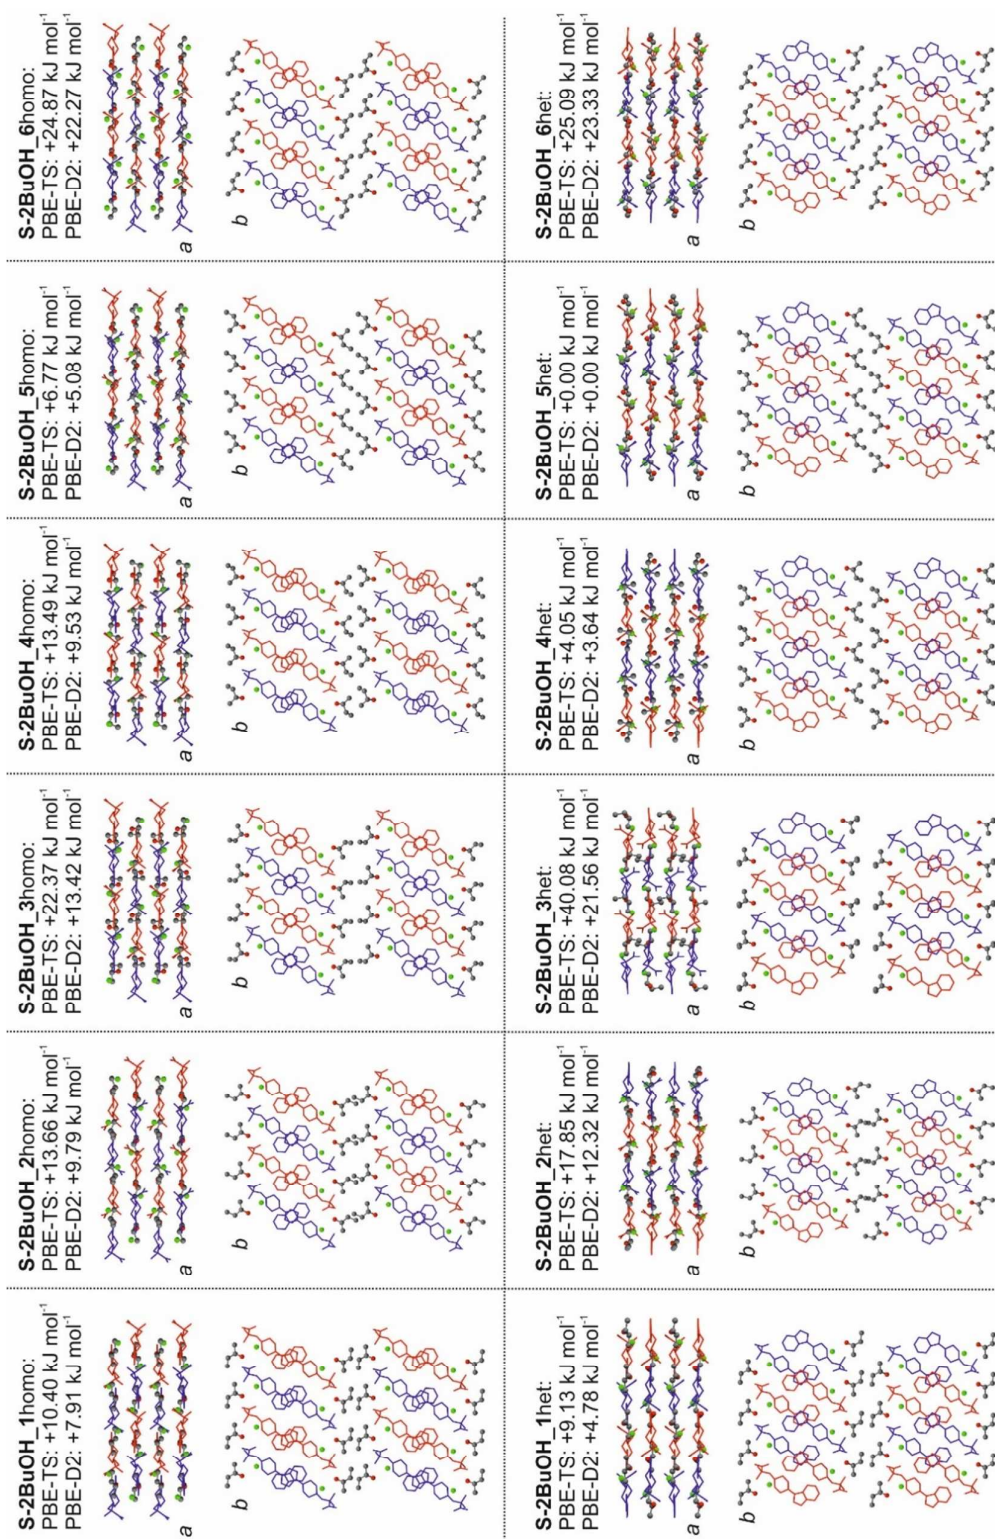 S-2BuOH_1homo:
PBE-TS: +10.40 kJ mol⁻¹
PBE-D2: +7.91 kJ mol⁻¹
a
b
S-2BuOH_2homo:
PBE-TS: +13.66 kJ mol⁻¹
PBE-D2: +9.79 kJ mol⁻¹
a
b
S-2BuOH_3homo:
PBE-TS: +22.37 kJ mol⁻¹
PBE-D2: +13.42 kJ mol⁻¹
a
b
S-2BuOH_4homo:
PBE-TS: +13.49 kJ mol⁻¹
PBE-D2: +9.53 kJ mol⁻¹
a
b
S-2BuOH_5homo:
PBE-TS: +6.77 kJ mol⁻¹
PBE-D2: +5.08 kJ mol⁻¹
a
b
S-2BuOH_6homo:
PBE-TS: +24.87 kJ mol⁻¹
PBE-D2: +22.27 kJ mol⁻¹
a
b
S-2BuOH_1het:
PBE-TS: +9.13 kJ mol⁻¹
PBE-D2: +4.78 kJ mol⁻¹
a
b
S-2BuOH_2het:
PBE-TS: +17.85 kJ mol⁻¹
PBE-D2: +12.32 kJ mol⁻¹
a
b
S-2BuOH_3het:
PBE-TS: +40.08 kJ mol⁻¹
PBE-D2: +21.56 kJ mol⁻¹
a
b
S-2BuOH_4het:
PBE-TS: +4.05 kJ mol⁻¹
PBE-D2: +3.64 kJ mol⁻¹
a
b
S-2BuOH_5het:
PBE-TS: +0.00 kJ mol⁻¹
PBE-D2: +0.00 kJ mol⁻¹
a
b
S-2BuOH_6het:
PBE-TS: +25.09 kJ mol⁻¹
PBE-D2: +23.33 kJ mol⁻¹
a
b